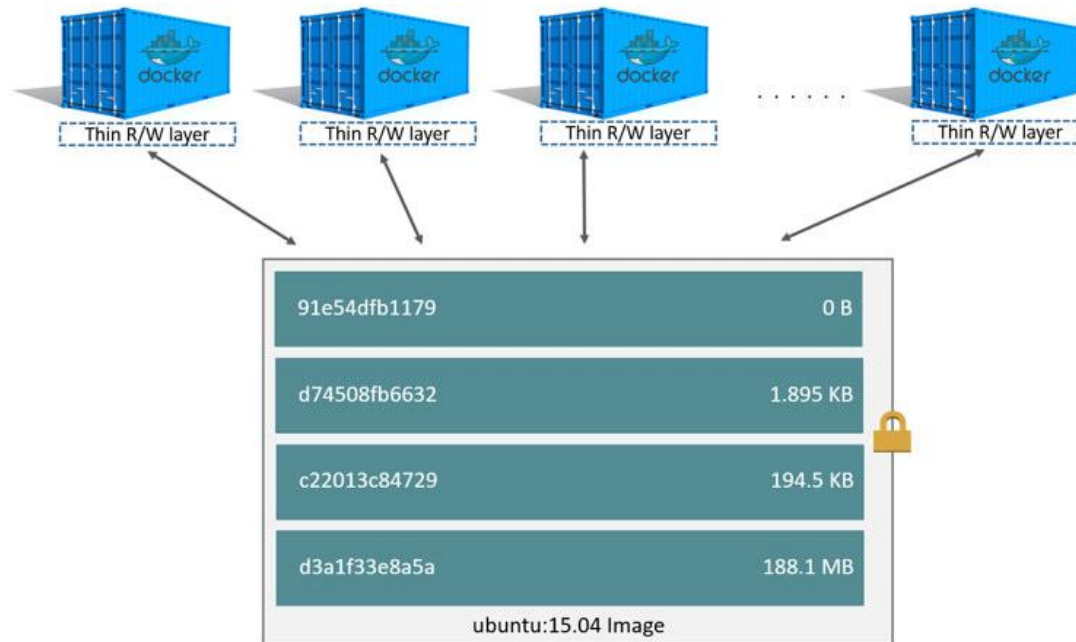 docker
docker
docker
docker
Thin R/W layer
Thin R/W layer
Thin R/W layer
......
Thin R/W layer
91e54dfb1179 0 B
d74508fb6632 1.895 KB
c22013c84729 194.5 KB
d3a1f33e8a5a 188.1 MB
ubuntu:15.04 Image